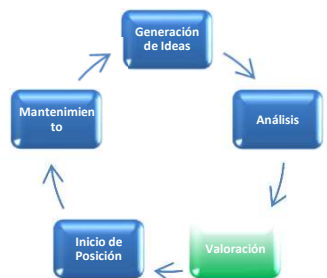 Generación
de Ideas
Análisis
Valoración
Inicio de
Posición
Mantenimien
to